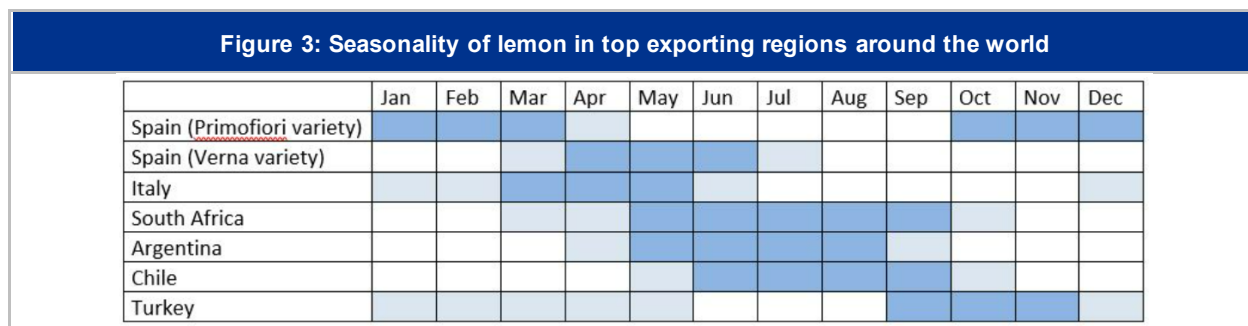 Figure 3: Seasonality of lemon in top exporting regions around the world
Jan Feb Mar Apr May Jun Jul Aug Sep Oct Nov Dec
Spain (Primofiori variety)
Spain (Verna variety)
Italy
South Africa
Argentina
Chile
Turkey